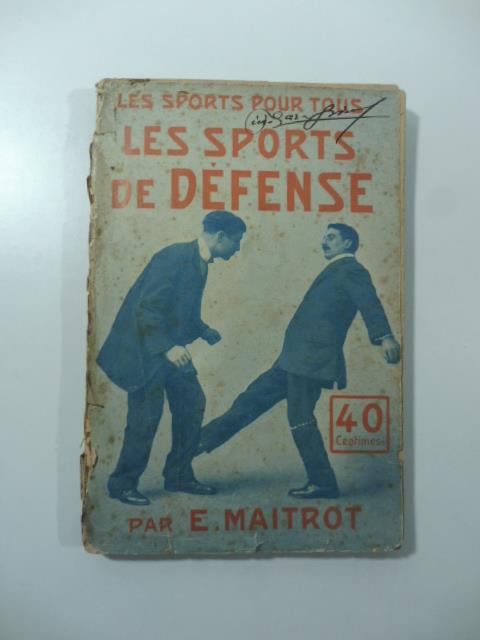 LES SPORTS POUR TOUS
LES SPORTS
DE DÉFENSE
40
Centimes
PAR E. MAITROT